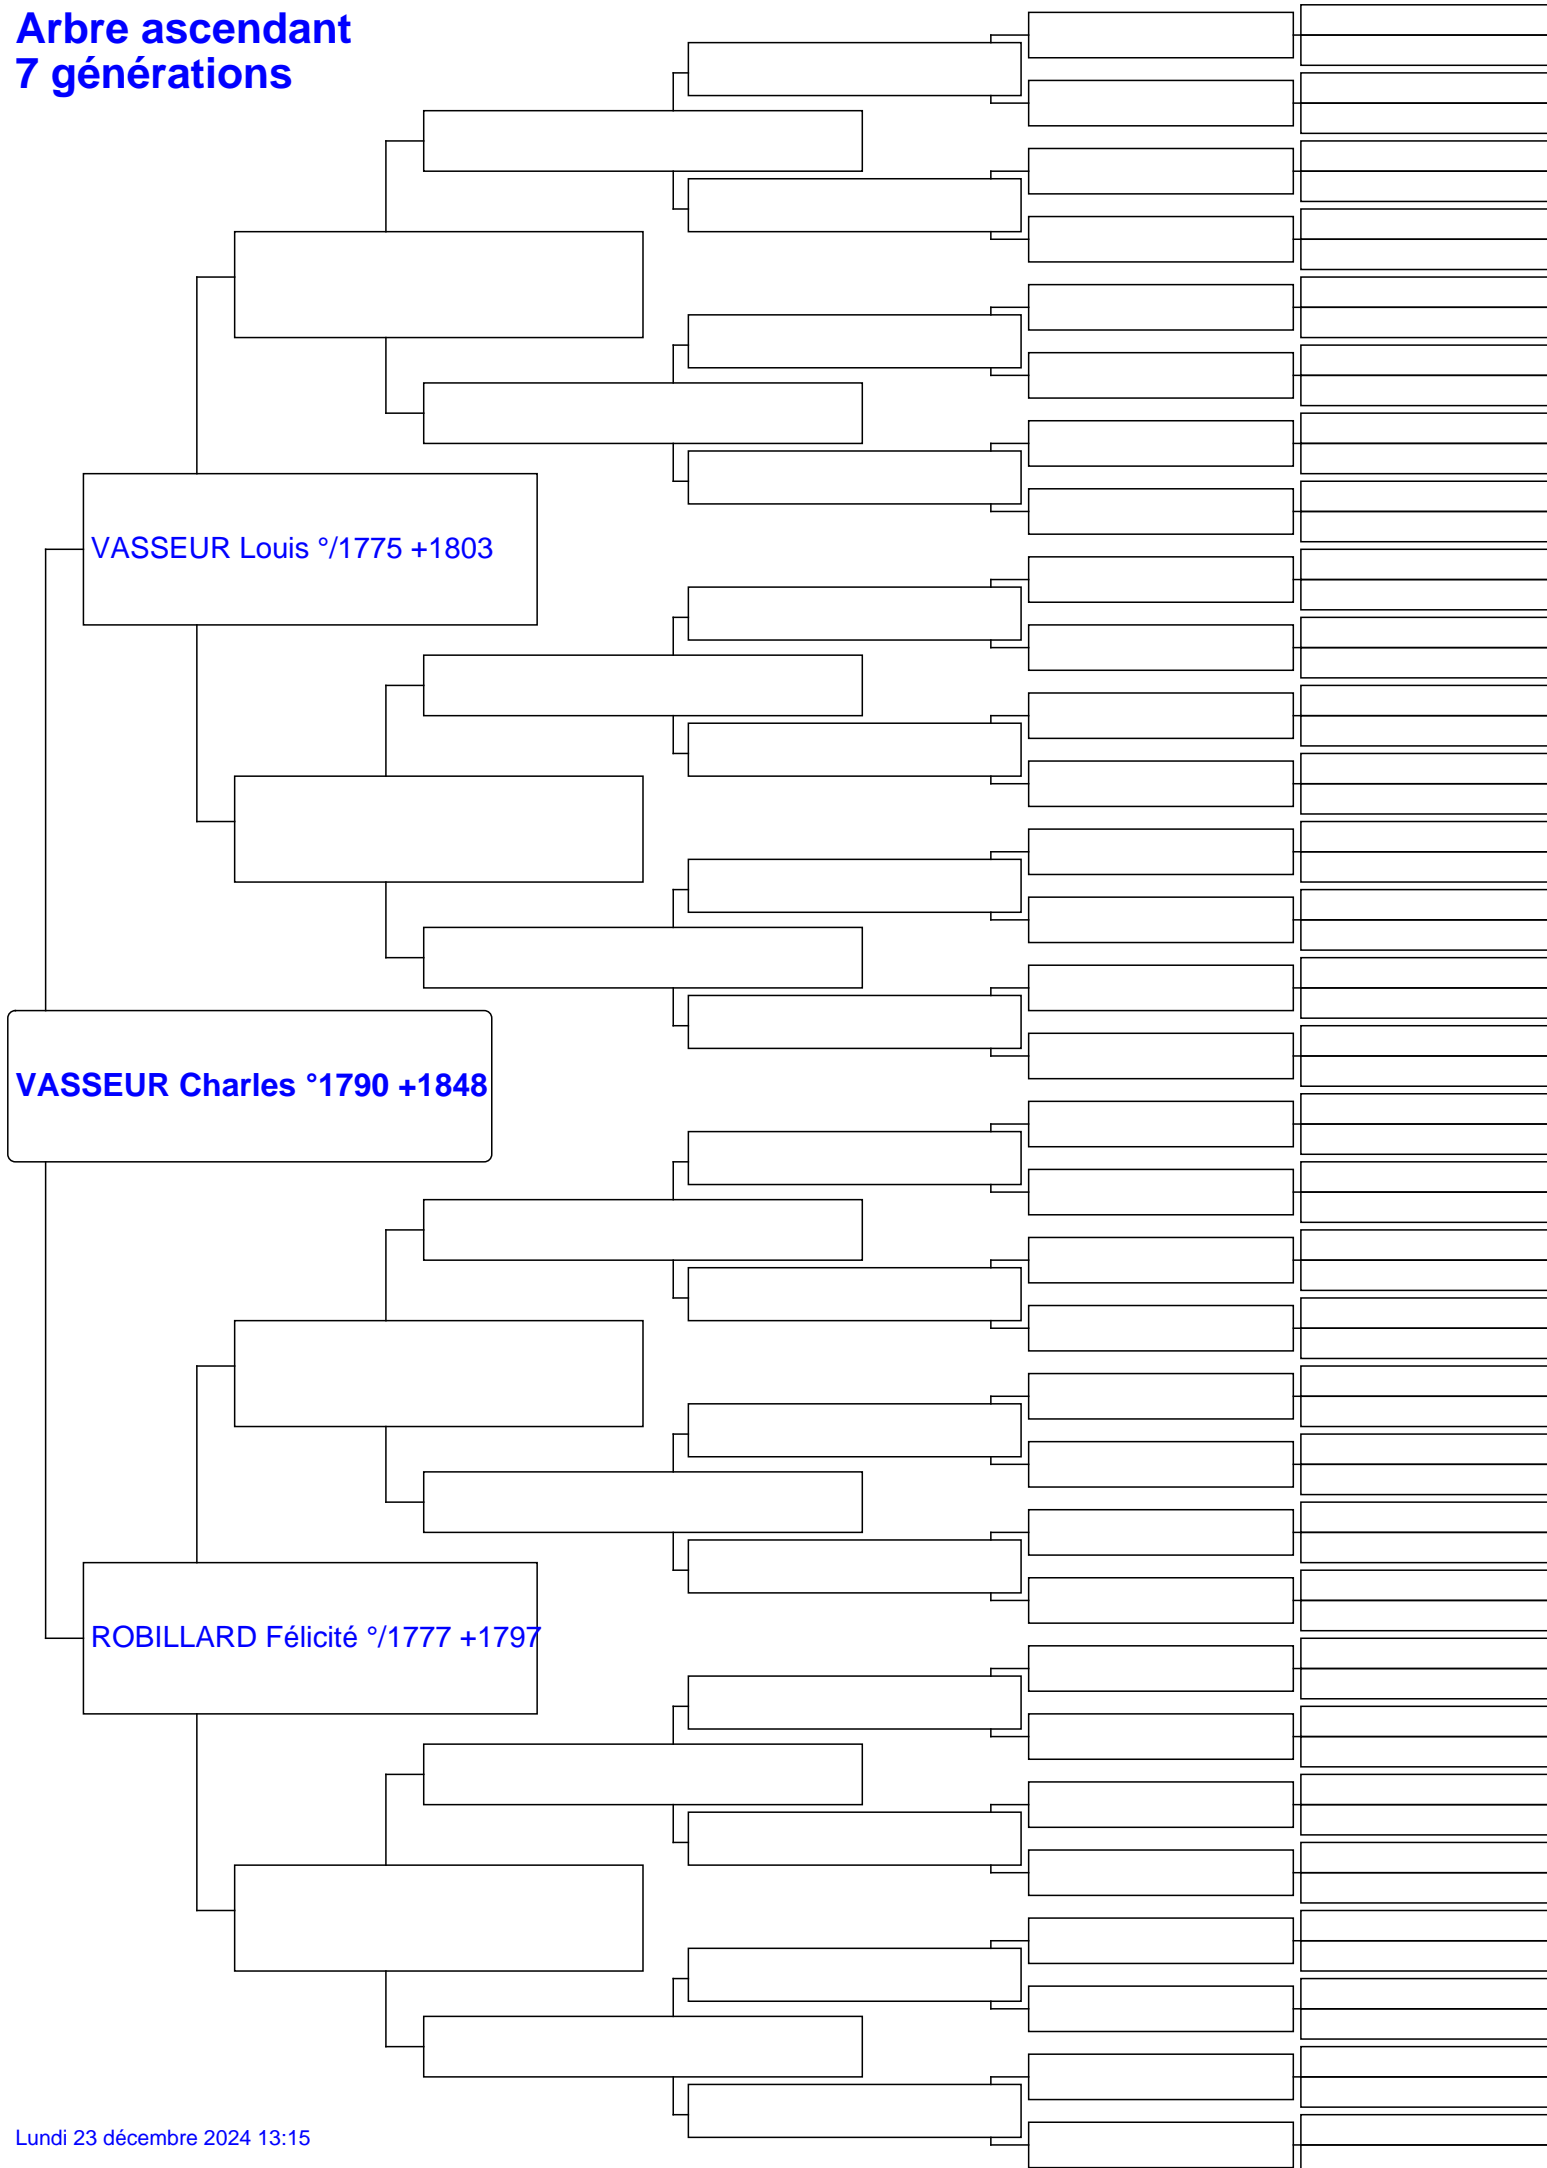 Arbre ascendant
7 générations
VASSEUR Louis °/1775 +1803
VASSEUR Charles °1790 +1848
ROBILLARD Félicité °/1777 +1797
Lundi 23 décembre 2024 13:15